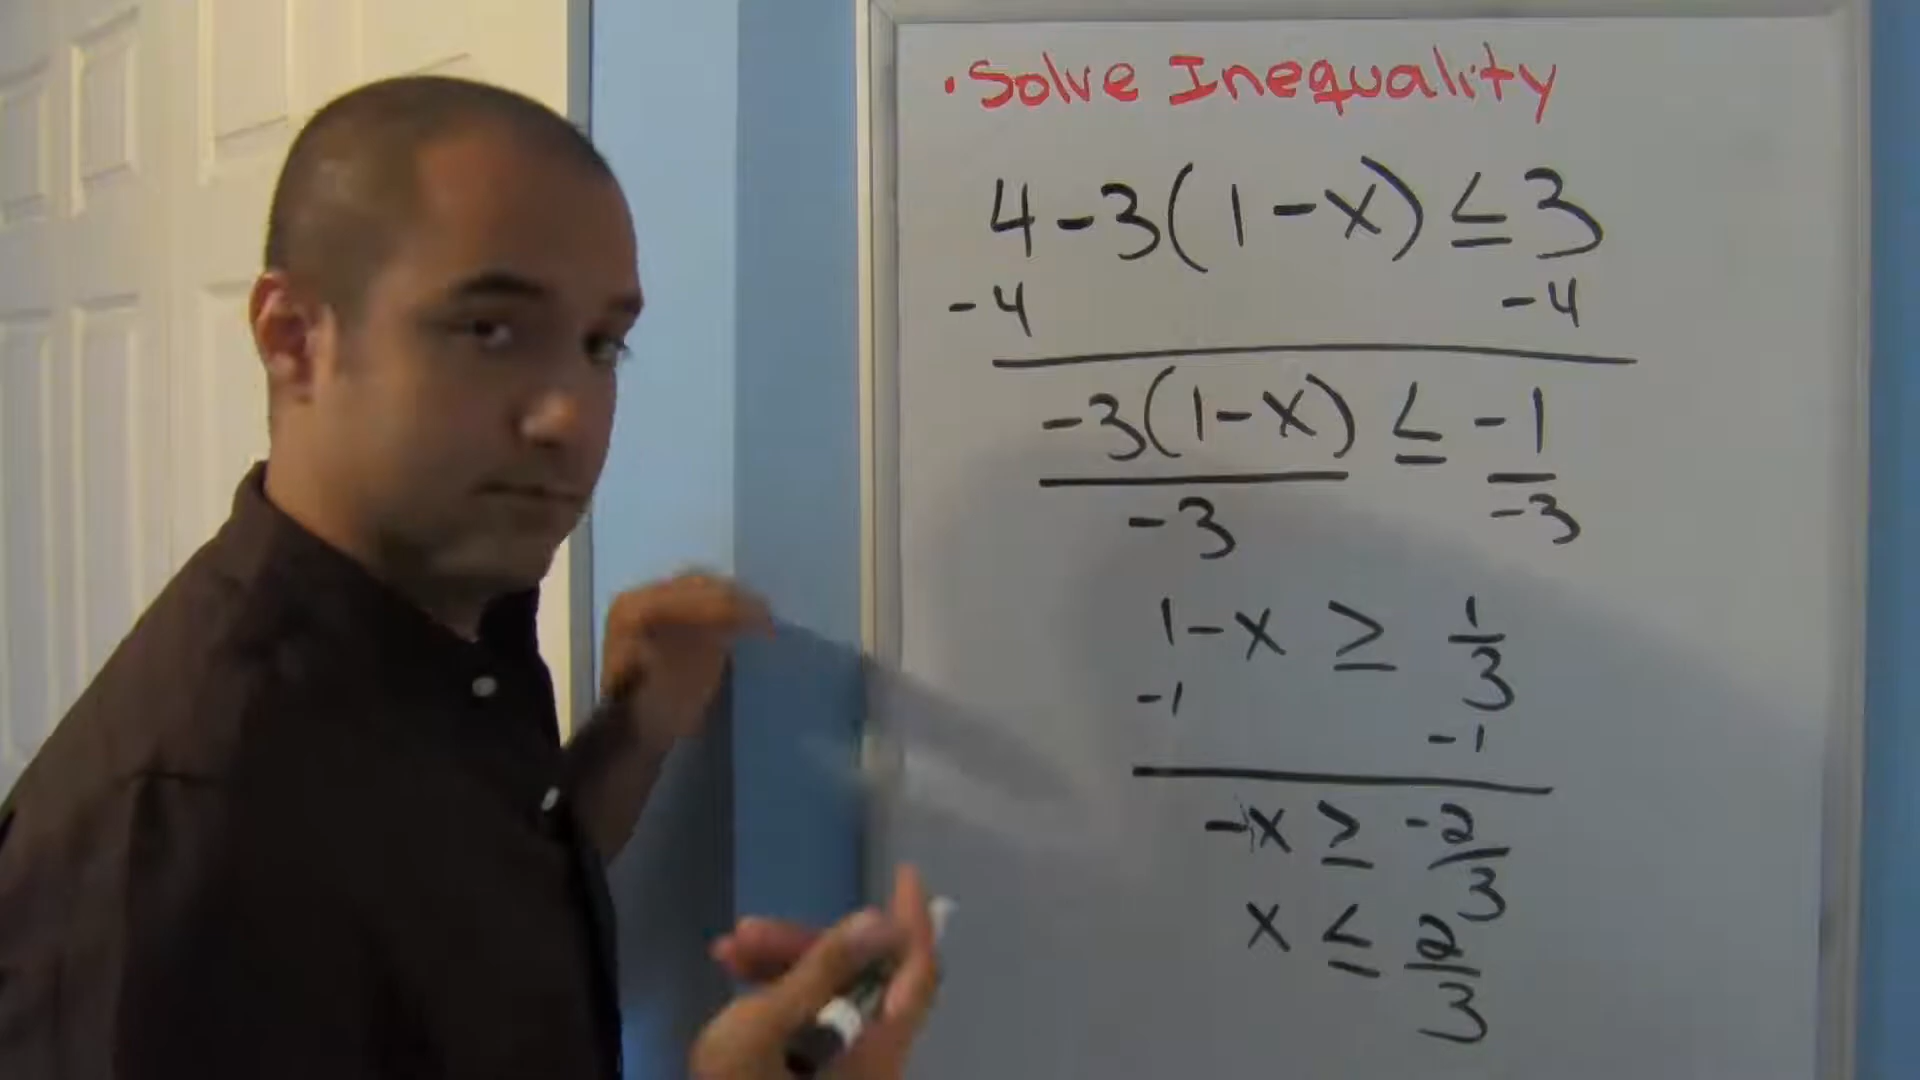 • Solve Inequality
4-3(1-x) ≤ 3
-4 -4
-3(1-x) ≤ -1
-3 -3
1-x ≥ 1/3
-1 -1
-x ≥ -2/3
x ≤ 2/3